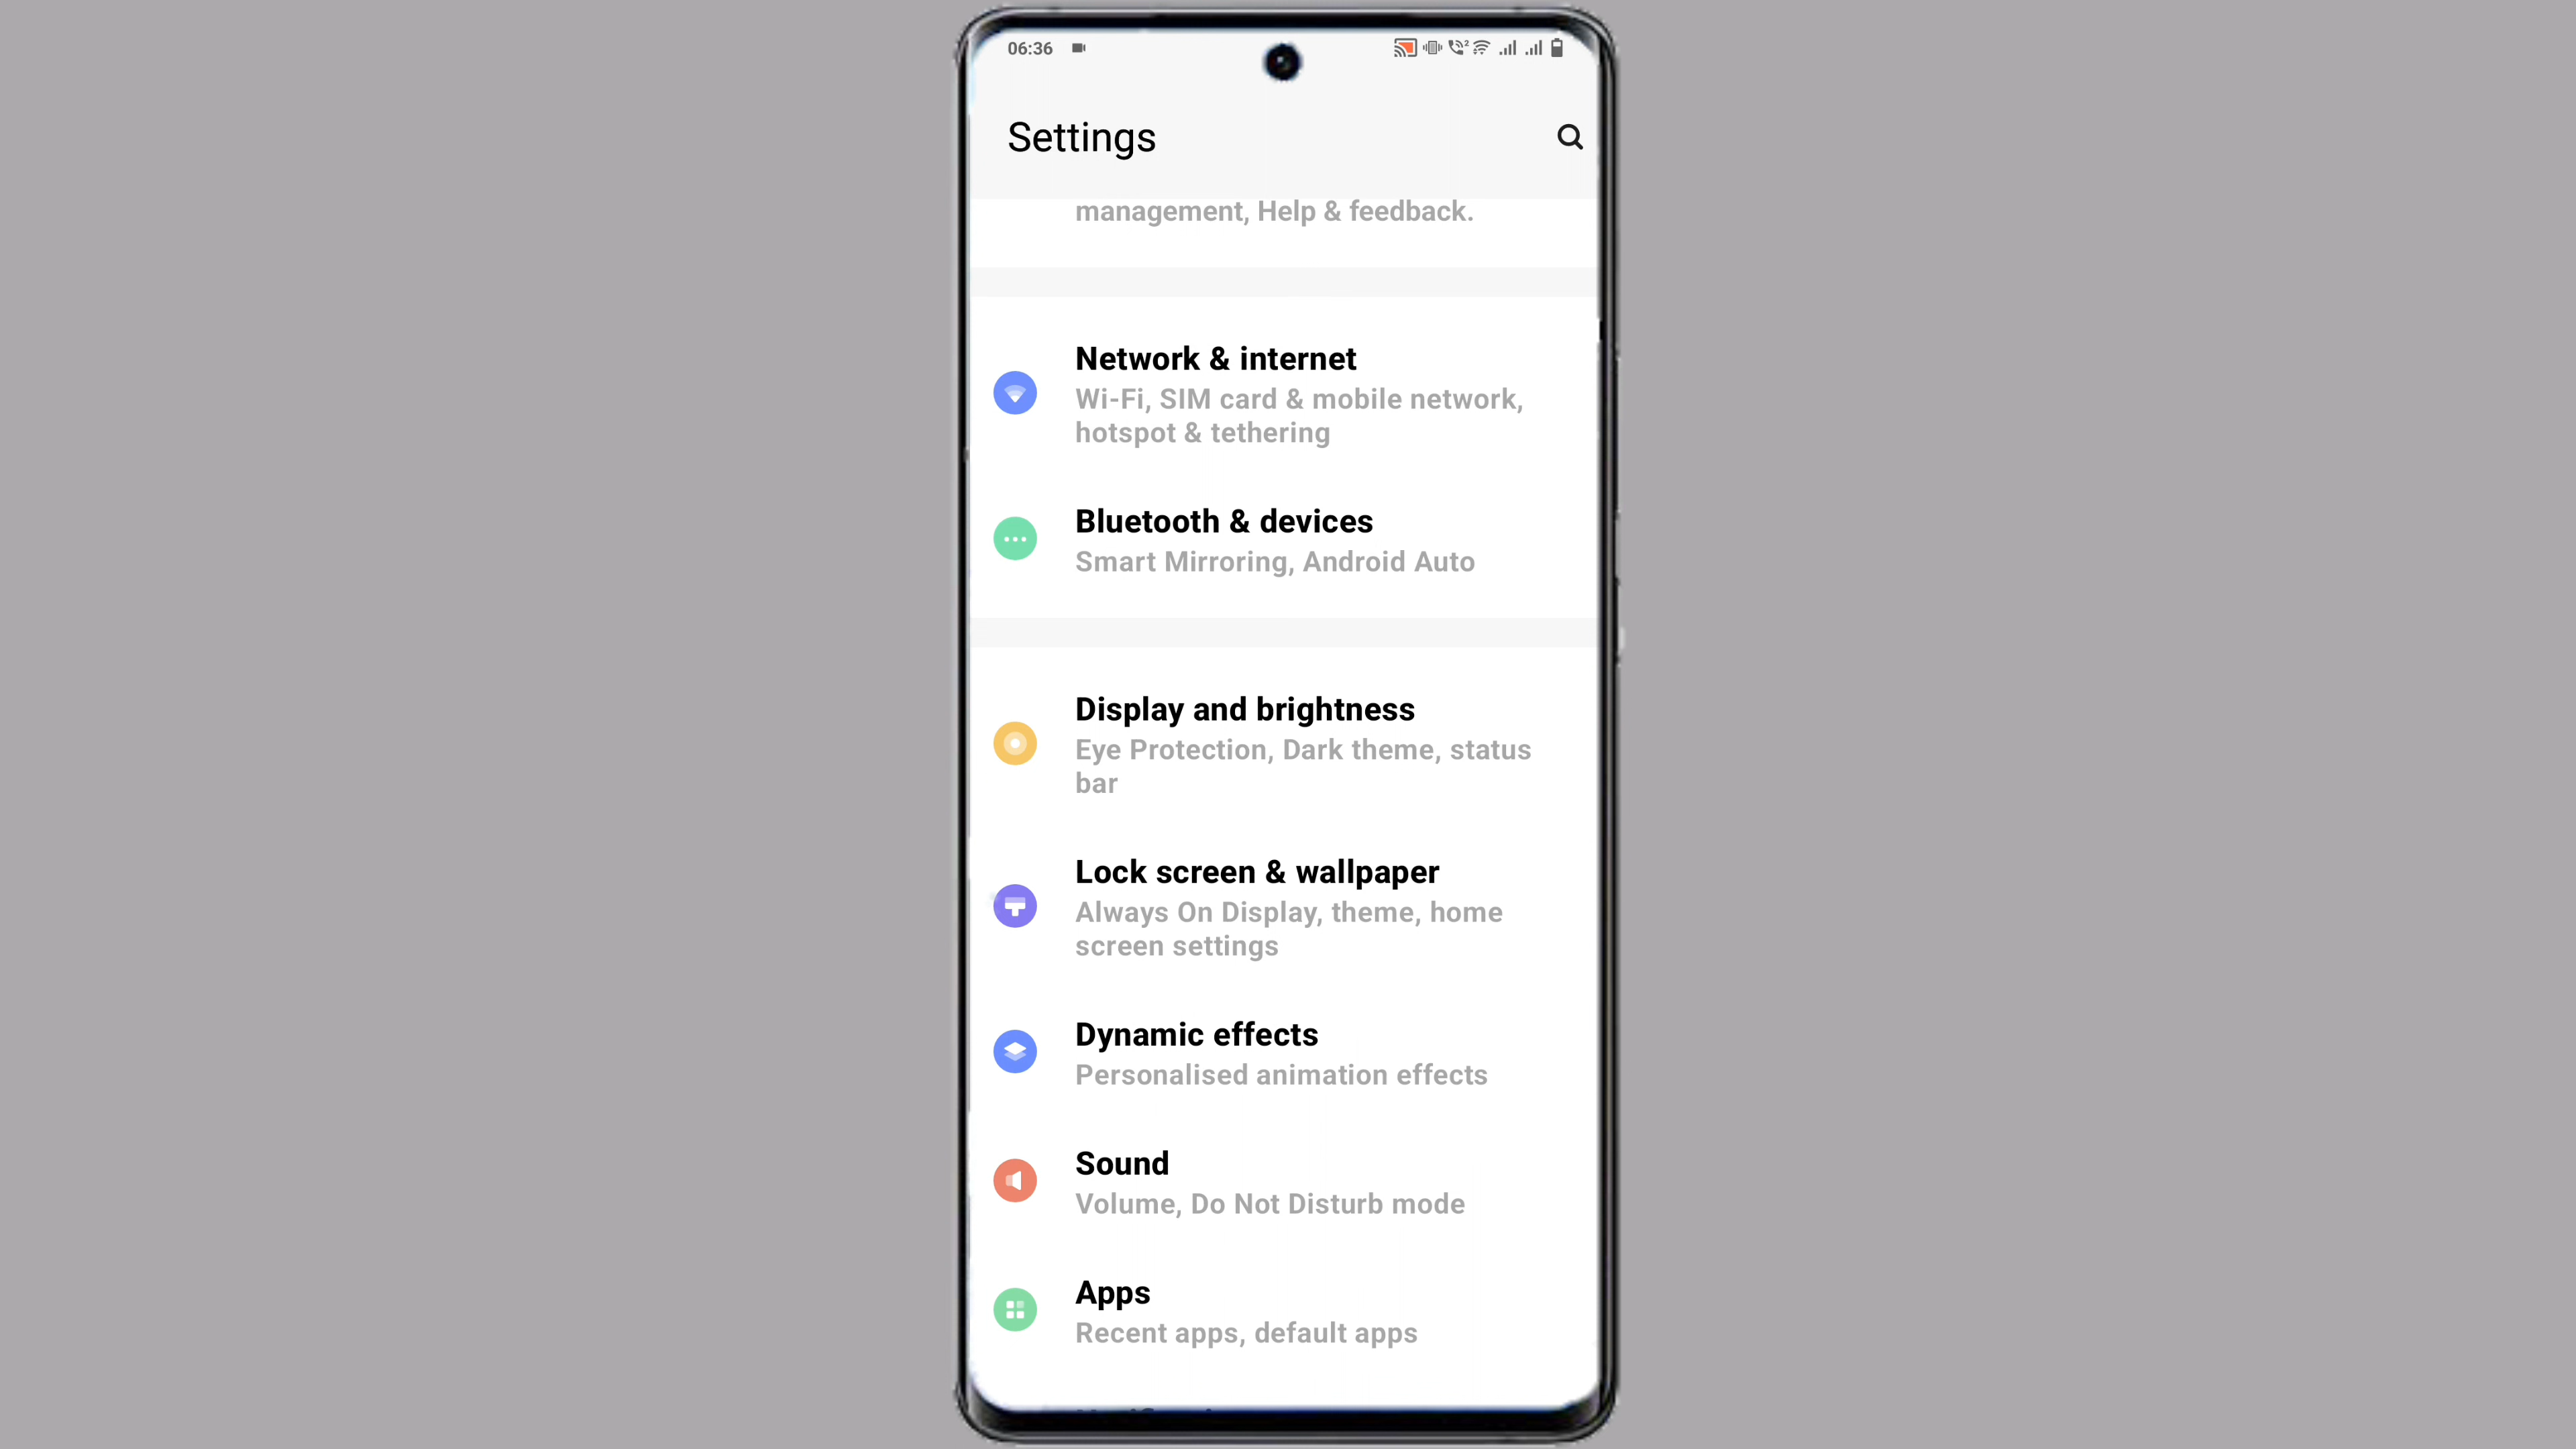 06:36
Settings
management, Help & feedback.
Network & internet
Wi-Fi, SIM card & mobile network,
hotspot & tethering
Bluetooth & devices
Smart Mirroring, Android Auto
Display and brightness
Eye Protection, Dark theme, status
bar
Lock screen & wallpaper
Always On Display, theme, home
screen settings
Dynamic effects
Personalised animation effects
Sound
Volume, Do Not Disturb mode
Apps
Recent apps, default apps